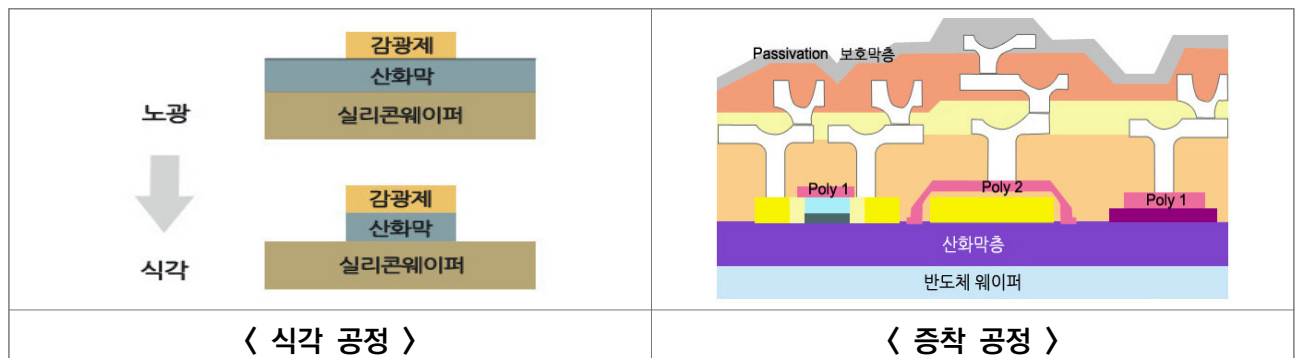 감광제
산화막
실리콘웨이퍼
노광
감광제
산화막
실리콘웨이퍼
식각
Passivation 보호막층
Poly 1
Poly 2
Poly 1
산화막층
반도체 웨이퍼
〈 식각 공정 〉
〈 증착 공정 〉